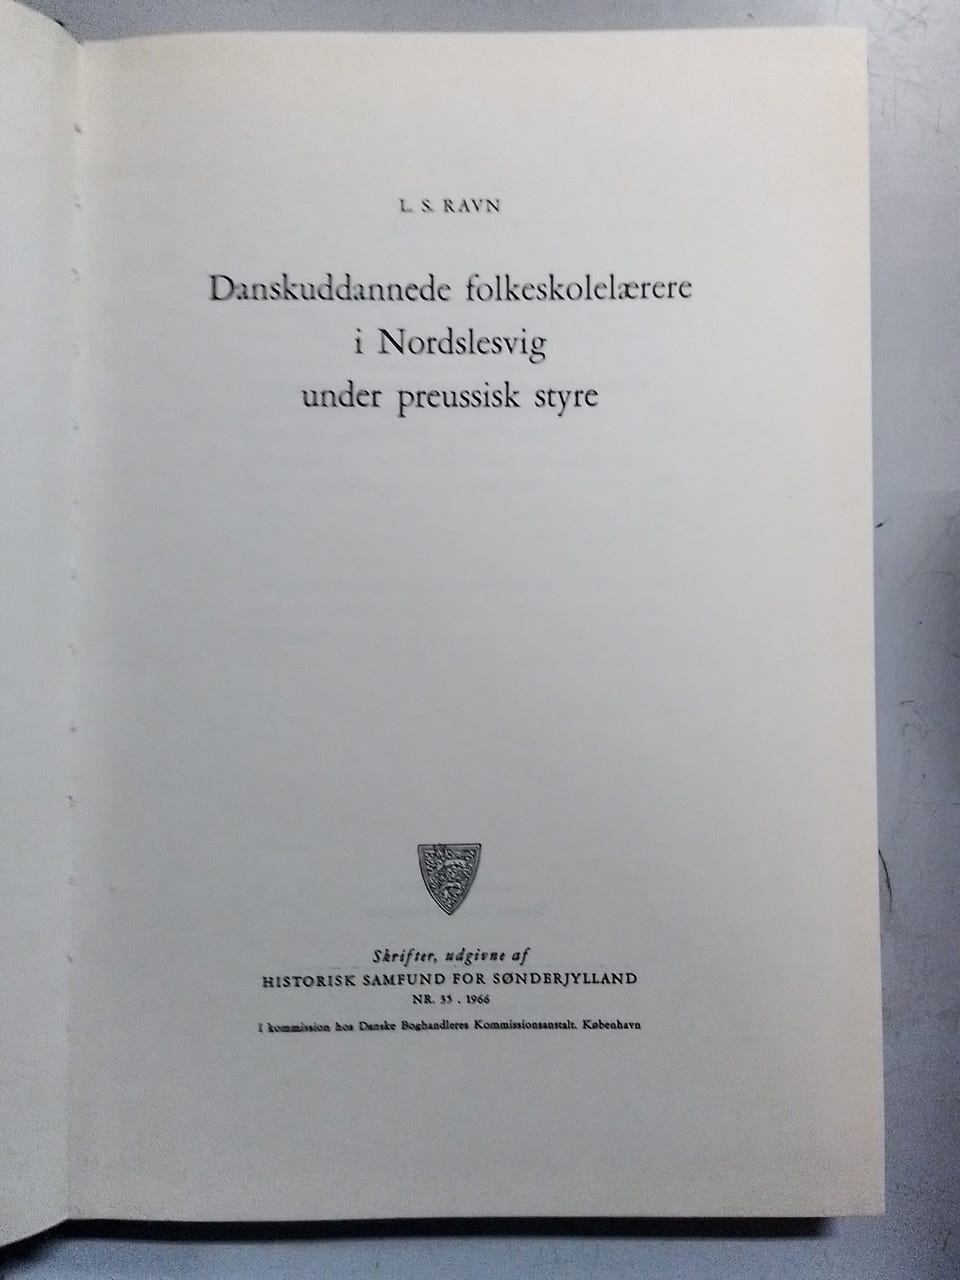 L. S. RAVN
Danskuddannede folkeskolelærere
i Nordslesvig
under preussisk styre
Skrifter, udgivne af
HISTORISK SAMFUND FOR SØNDERJYLLAND
NR. 35 . 1966
I kommission hos Danske Boghandleres Kommissionsanstalt. København